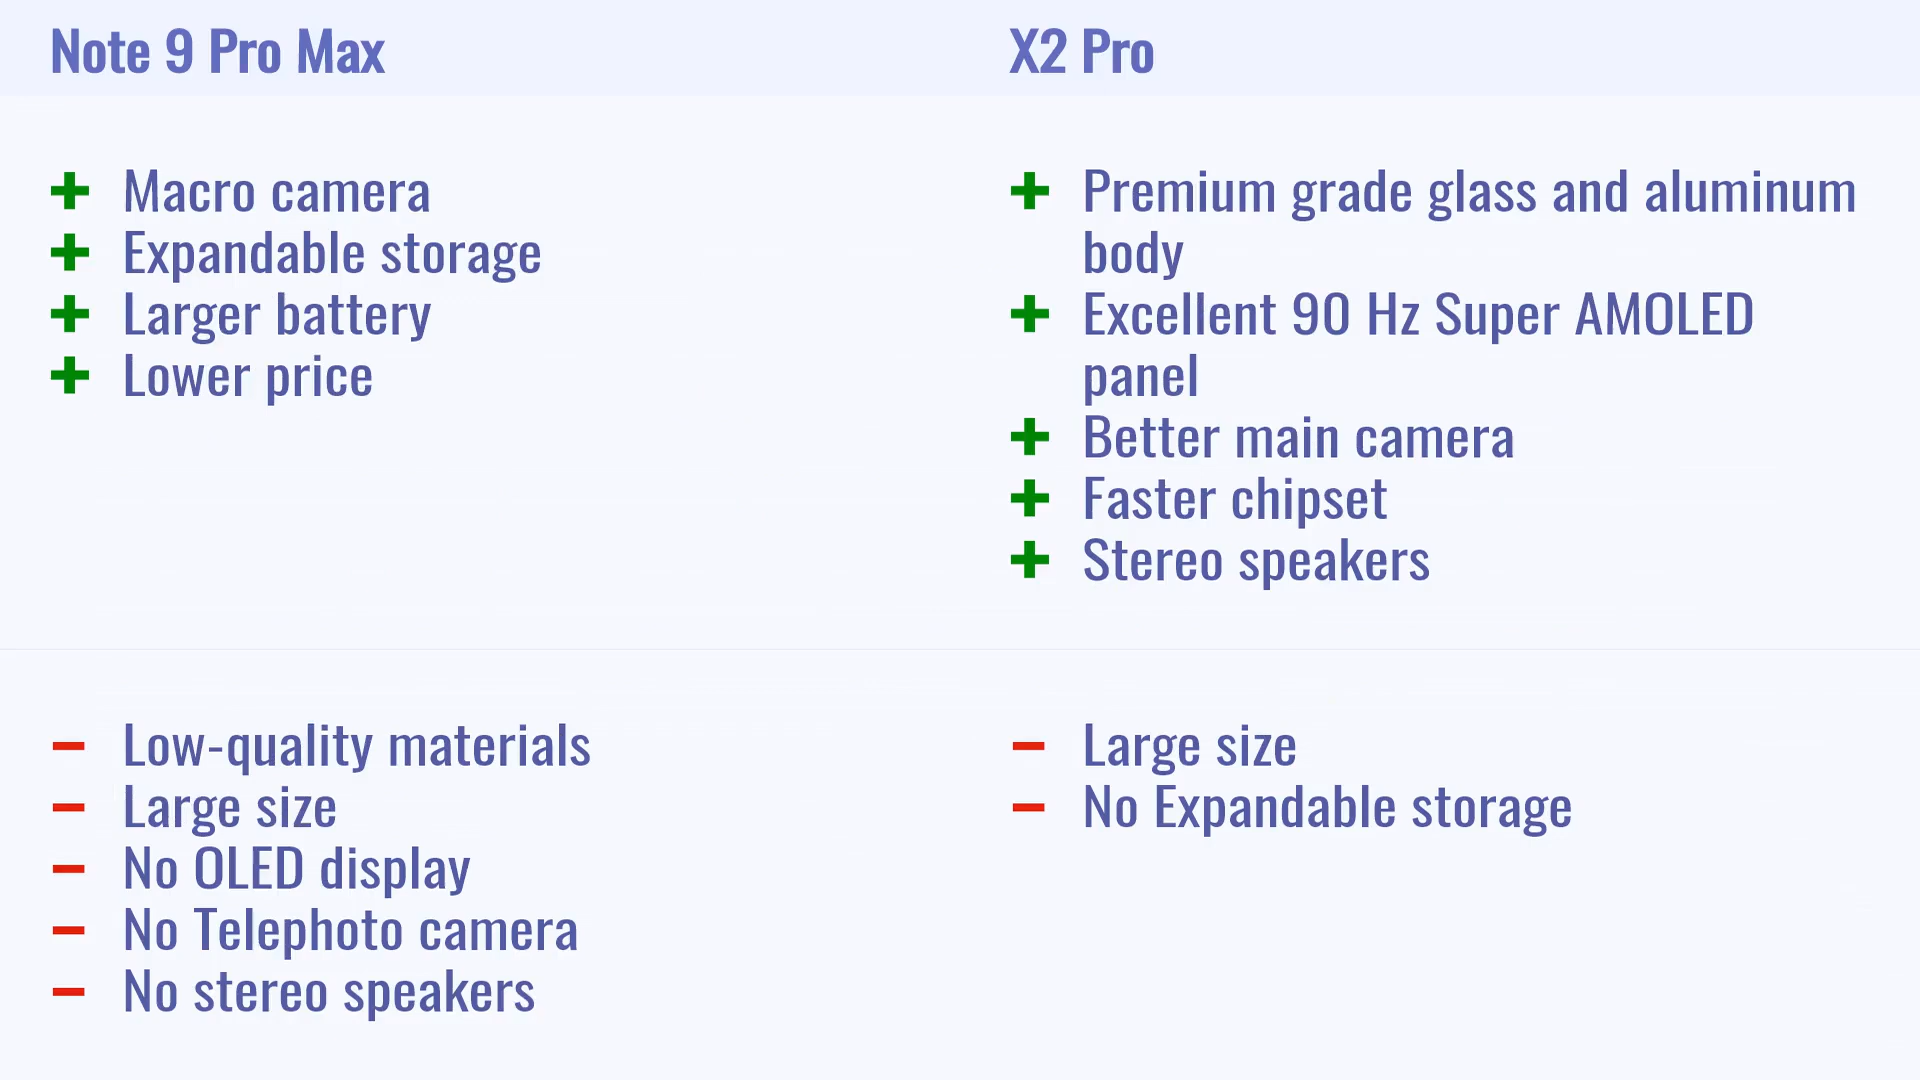 Note 9 Pro Max
Macro camera
Expandable storage
Larger battery
Lower price
Low-quality materials
Large size
No OLED display
No Telephoto camera
No stereo speakers
X2 Pro
Premium grade glass and aluminum
body
Excellent 90 Hz Super AMOLED
panel
Better main camera
Faster chipset
Stereo speakers
Large size
No Expandable storage